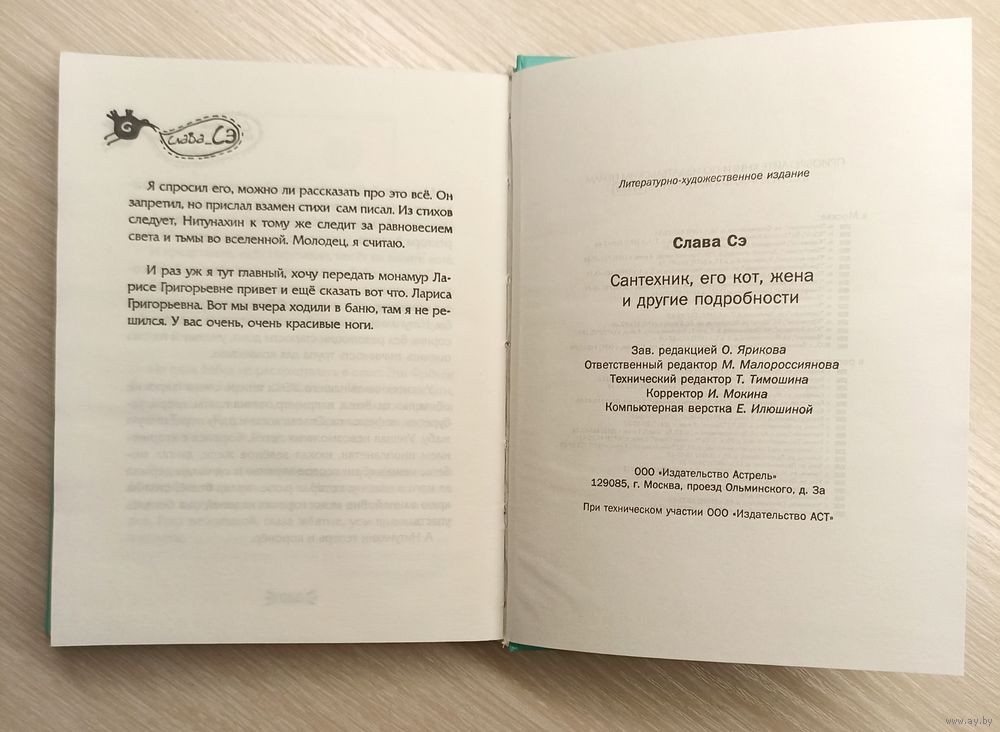 слава_Сэ
Я спросил его, можно ли рассказать про это всё. Он
запретил, но прислал взамен стихи сам писал. Из стихов
следует, Нитунахин к тому же следит за равновесием
света и тьмы во вселенной. Молодец, я считаю.
И раз уж я тут главный, хочу передать монамур Ла-
рисе Григорьевне привет и ещё сказать вот что. Лариса
Григорьевна. Вот мы вчера ходили в баню, там я не ре-
шился. У вас очень, очень красивые ноги.
Литературно-художественное издание
Слава Сэ
Сантехник, его кот, жена
и другие подробности
Зав. редакцией О. Ярикова
Ответственный редактор М. Малороссиянова
Технический редактор Т. Тимошина
Корректор И. Мокина
Компьютерная верстка Е. Илюшиной
ООО «Издательство Астрель»
129085, г. Москва, проезд Ольминского, д. 3а
При техническом участии ООО «Издательство АСТ»
www.ay.by